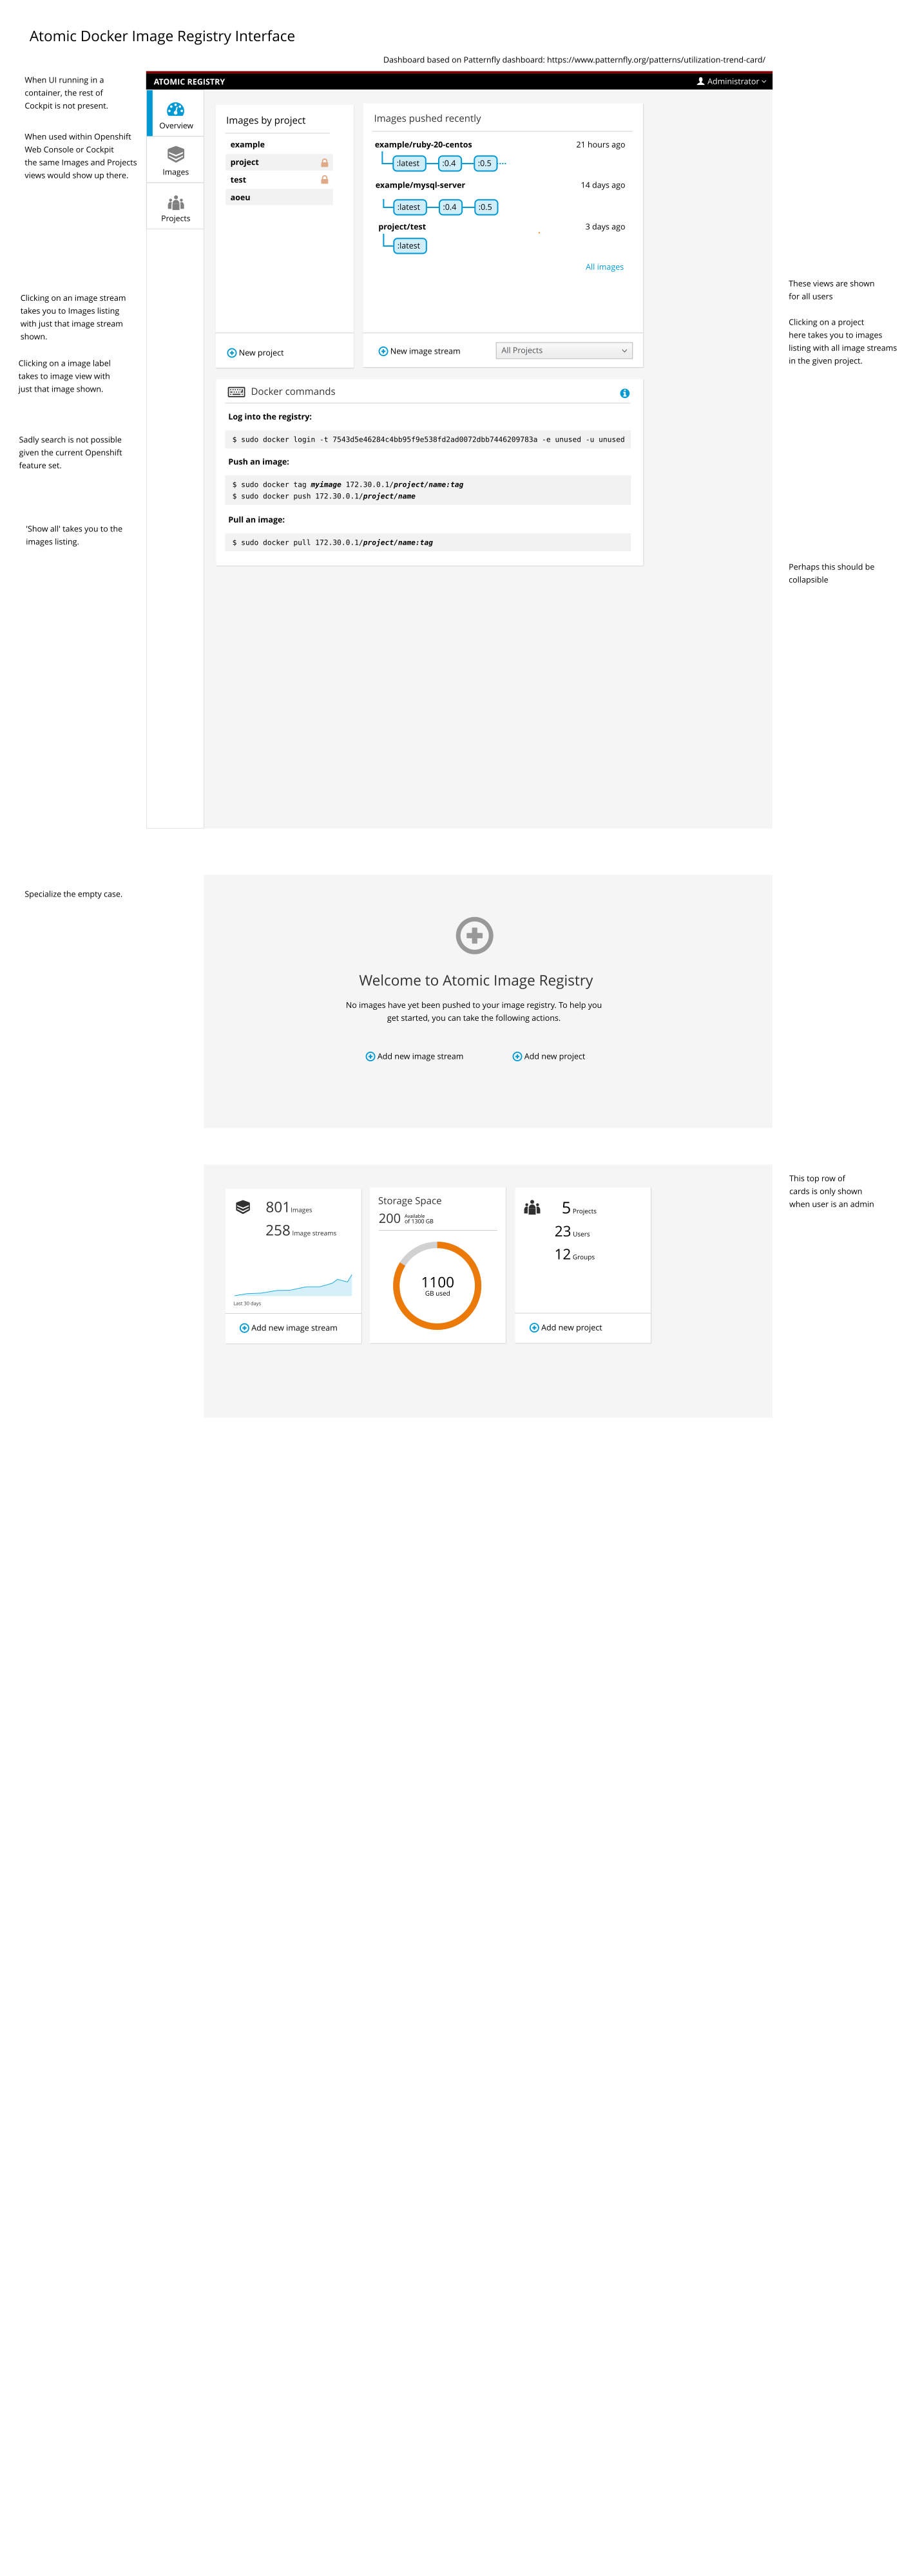 Atomic Docker Image Registry Interface
Dashboard based on Patternfly dashboard: https://www.patternfly.org/patterns/utilization-trend-card/
When UI running in a
container, the rest of
Cockpit is not present.
When used within Openshift
Web Console or Cockpit
the same Images and Projects
views would show up there.
Clicking on an image stream
takes you to Images listing
with just that image stream
shown.
Clicking on a image label
takes to image view with
just that image shown.
Sadly search is not possible
given the current Openshift
feature set.
'Show all' takes you to the
images listing.
ATOMIC REGISTRY
Administrator
Overview
Images
Projects
Images by project
example
project
test
aoeu
New project
Images pushed recently
example/ruby-20-centos 21 hours ago
:latest :0.4 :0.5 ...
example/mysql-server 14 days ago
:latest :0.4 :0.5
project/test 3 days ago
:latest
All images
New image stream
All Projects
Docker commands
Log into the registry:
$ sudo docker login -t 7543d5e46284c4bb95f9e538fd2ad0072dbb7446209783a -e unused -u unused
Push an image:
$ sudo docker tag myimage 172.30.0.1/project/name:tag
$ sudo docker push 172.30.0.1/project/name
Pull an image:
$ sudo docker pull 172.30.0.1/project/name:tag
These views are shown
for all users
Clicking on a project
here takes you to images
listing with all image streams
in the given project.
Perhaps this should be
collapsible
Specialize the empty case.
Welcome to Atomic Image Registry
No images have yet been pushed to your image registry. To help you
get started, you can take the following actions.
Add new image stream
Add new project
801 Images
258 Image streams
Last 30 days
Add new image stream
Storage Space
200 Available
of 1300 GB
1100
GB used
5 Projects
23 Users
12 Groups
Add new project
This top row of
cards is only shown
when user is an admin